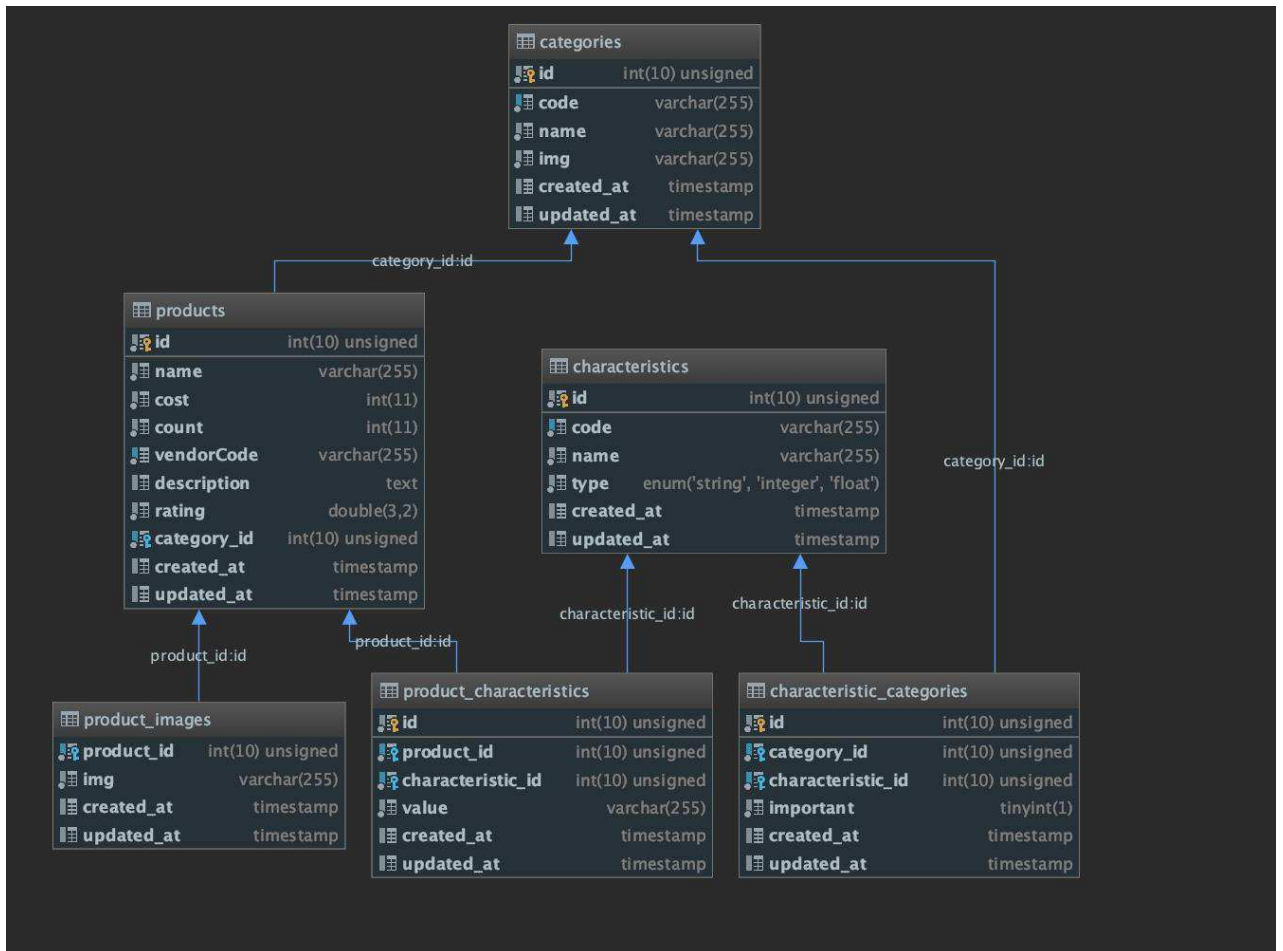 categories
id int(10) unsigned
code varchar(255)
name varchar(255)
img varchar(255)
created_at timestamp
updated_at timestamp
category_id:id
products
id int(10) unsigned
name varchar(255)
cost int(11)
count int(11)
vendorCode varchar(255)
description text
rating double(3,2)
category_id int(10) unsigned
created_at timestamp
updated_at timestamp
characteristics
id int(10) unsigned
code varchar(255)
name varchar(255)
type enum('string', 'integer', 'float')
created_at timestamp
updated_at timestamp
category_id:id
characteristic_id:id
characteristic_id:id
product_id:id
product_id:id
product_images
product_id int(10) unsigned
img varchar(255)
created_at timestamp
updated_at timestamp
product_characteristics
id int(10) unsigned
product_id int(10) unsigned
characteristic_id int(10) unsigned
value varchar(255)
created_at timestamp
updated_at timestamp
characteristic_categories
id int(10) unsigned
category_id int(10) unsigned
characteristic_id int(10) unsigned
important tinyint(1)
created_at timestamp
updated_at timestamp